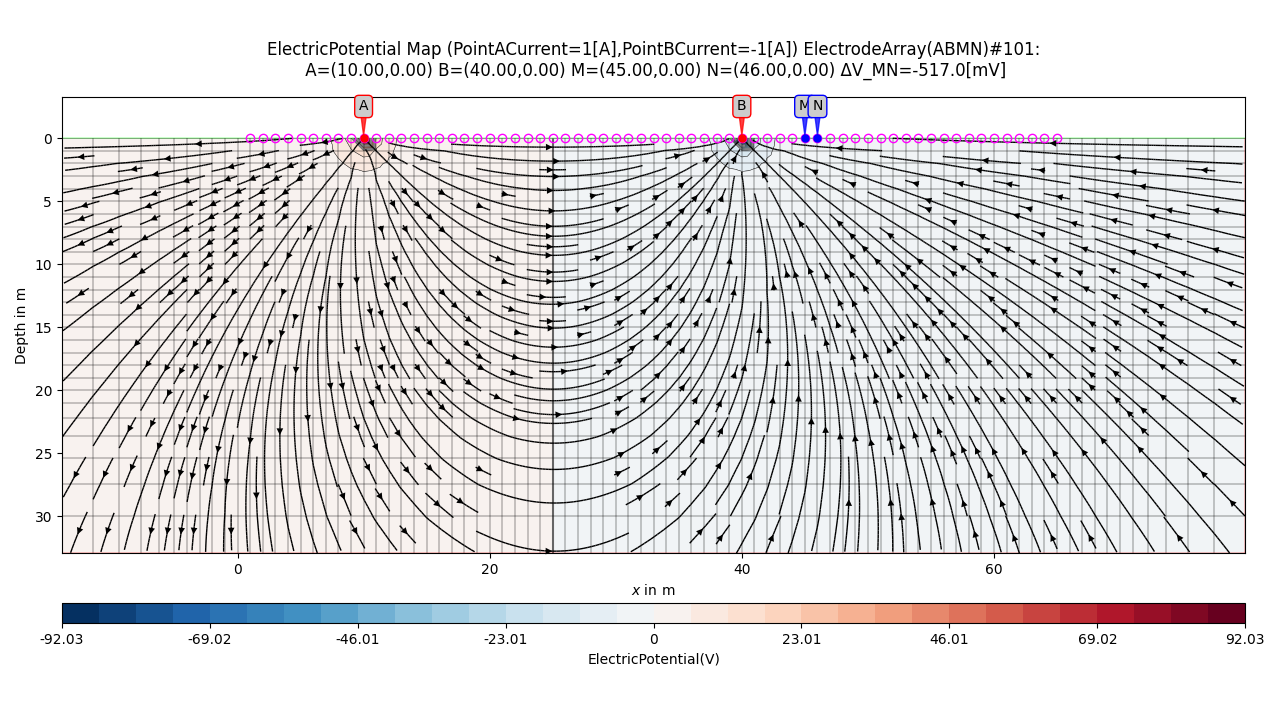 ElectricPotential Map (PointACurrent=1[A],PointBCurrent=-1[A]) ElectrodeArray(ABMN)#101:
A=(10.00,0.00) B=(40.00,0.00) M=(45.00,0.00) N=(46.00,0.00) ΔV_MN=-517.0[mV]
A B M N
0
5
10
15
20
25
30
Depth in m
0 20 40 60
x in m
-92.03 -69.02 -46.01 -23.01 0 23.01 46.01 69.02 92.03
ElectricPotential(V)